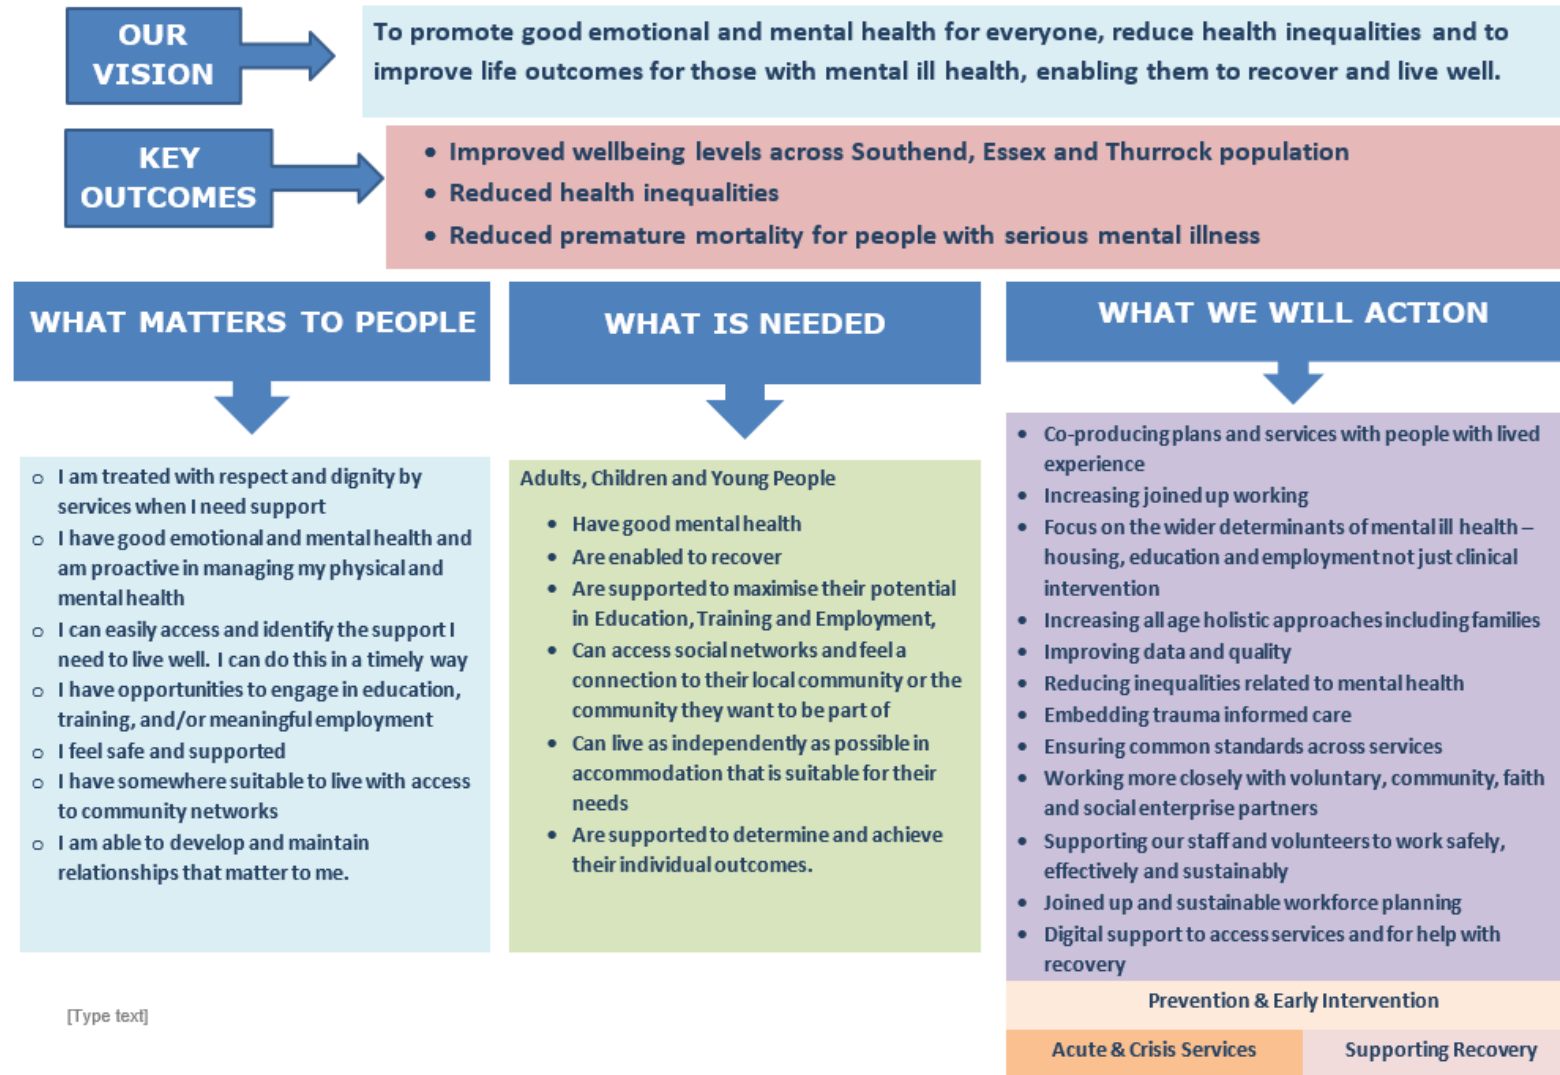 OUR
VISION
To promote good emotional and mental health for everyone, reduce health inequalities and to
improve life outcomes for those with mental ill health, enabling them to recover and live well.
KEY
OUTCOMES
• Improved wellbeing levels across Southend, Essex and Thurrock population
• Reduced health inequalities
• Reduced premature mortality for people with serious mental illness
WHAT MATTERS TO PEOPLE
o I am treated with respect and dignity by
services when I need support
o I have good emotional and mental health and
am proactive in managing my physical and
mental health
o I can easily access and identify the support I
need to live well. I can do this in a timely way
o I have opportunities to engage in education,
training, and/or meaningful employment
o I feel safe and supported
o I have somewhere suitable to live with access
to community networks
o I am able to develop and maintain
relationships that matter to me.
WHAT IS NEEDED
Adults, Children and Young People
• Have good mental health
• Are enabled to recover
• Are supported to maximise their potential
in Education, Training and Employment,
• Can access social networks and feel a
connection to their local community or the
community they want to be part of
• Can live as independently as possible in
accommodation that is suitable for their
needs
• Are supported to determine and achieve
their individual outcomes.
WHAT WE WILL ACTION
• Co-producing plans and services with people with lived
experience
• Increasing joined up working
• Focus on the wider determinants of mental ill health –
housing, education and employment not just clinical
intervention
• Increasing all age holistic approaches including families
• Improving data and quality
• Reducing inequalities related to mental health
• Embedding trauma informed care
• Ensuring common standards across services
• Working more closely with voluntary, community, faith
and social enterprise partners
• Supporting our staff and volunteers to work safely,
effectively and sustainably
• Joined up and sustainable workforce planning
• Digital support to access services and for help with
recovery
Prevention & Early Intervention
Acute & Crisis Services
Supporting Recovery
[Type text]